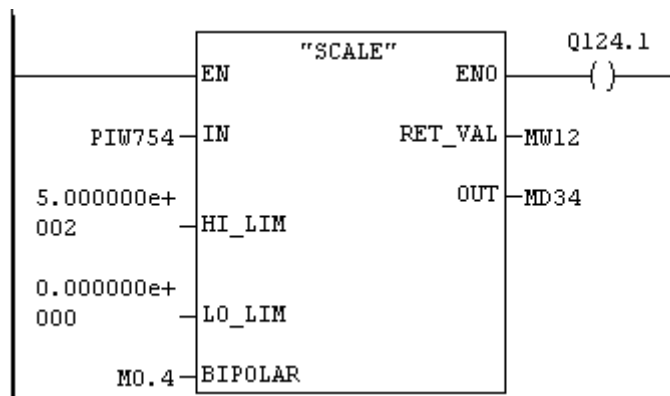 "SCALE"
Q124.1
EN
ENO
( )
PIW754
IN
RET_VAL
MW12
5.000000e+
002
HI_LIM
OUT
MD34
0.000000e+
000
LO_LIM
M0.4
BIPOLAR